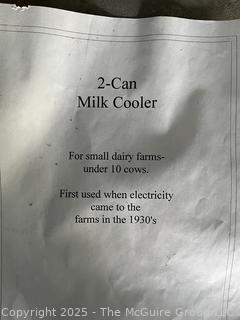 2-Can
Milk Cooler
For small dairy farms-
under 10 cows.
First used when electricity
came to the
farms in the 1930's
Copyright 2025 - The McGuire Group LLC